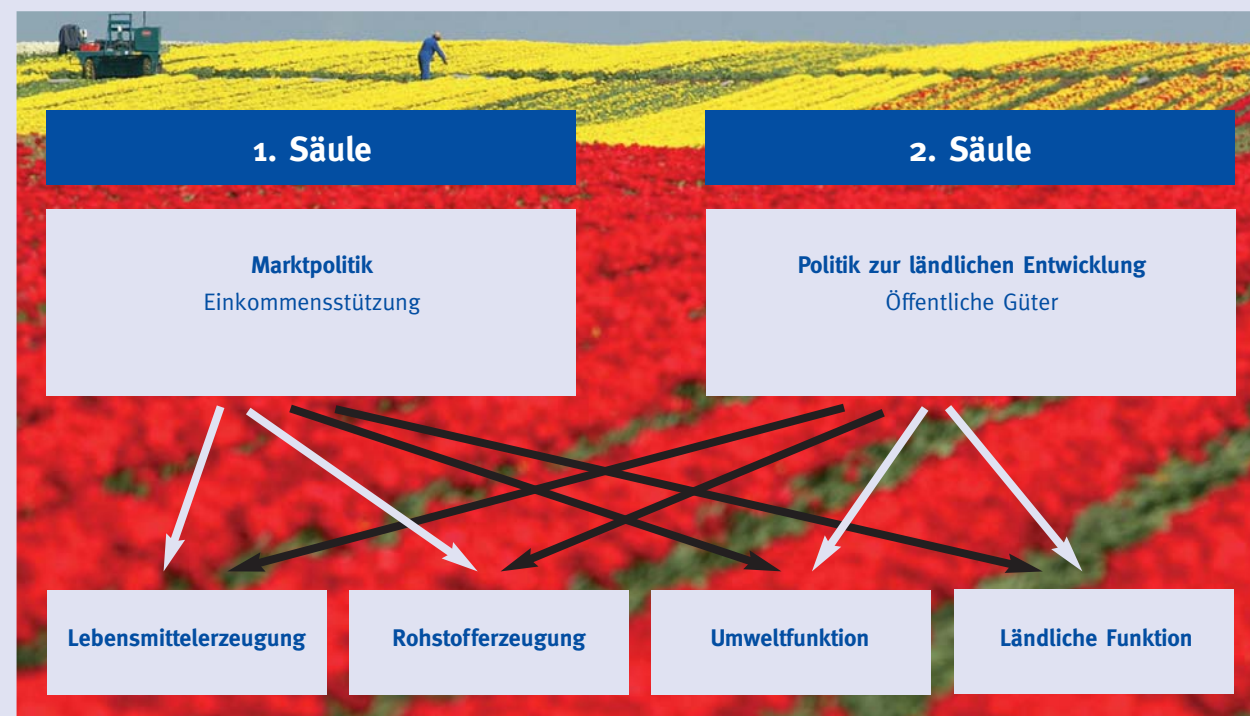 1. Säule
2. Säule
Marktpolitik
Einkommensstützung
Politik zur ländlichen Entwicklung
Öffentliche Güter
Lebensmittelerzeugung
Rohstofferzeugung
Umweltfunktion
Ländliche Funktion